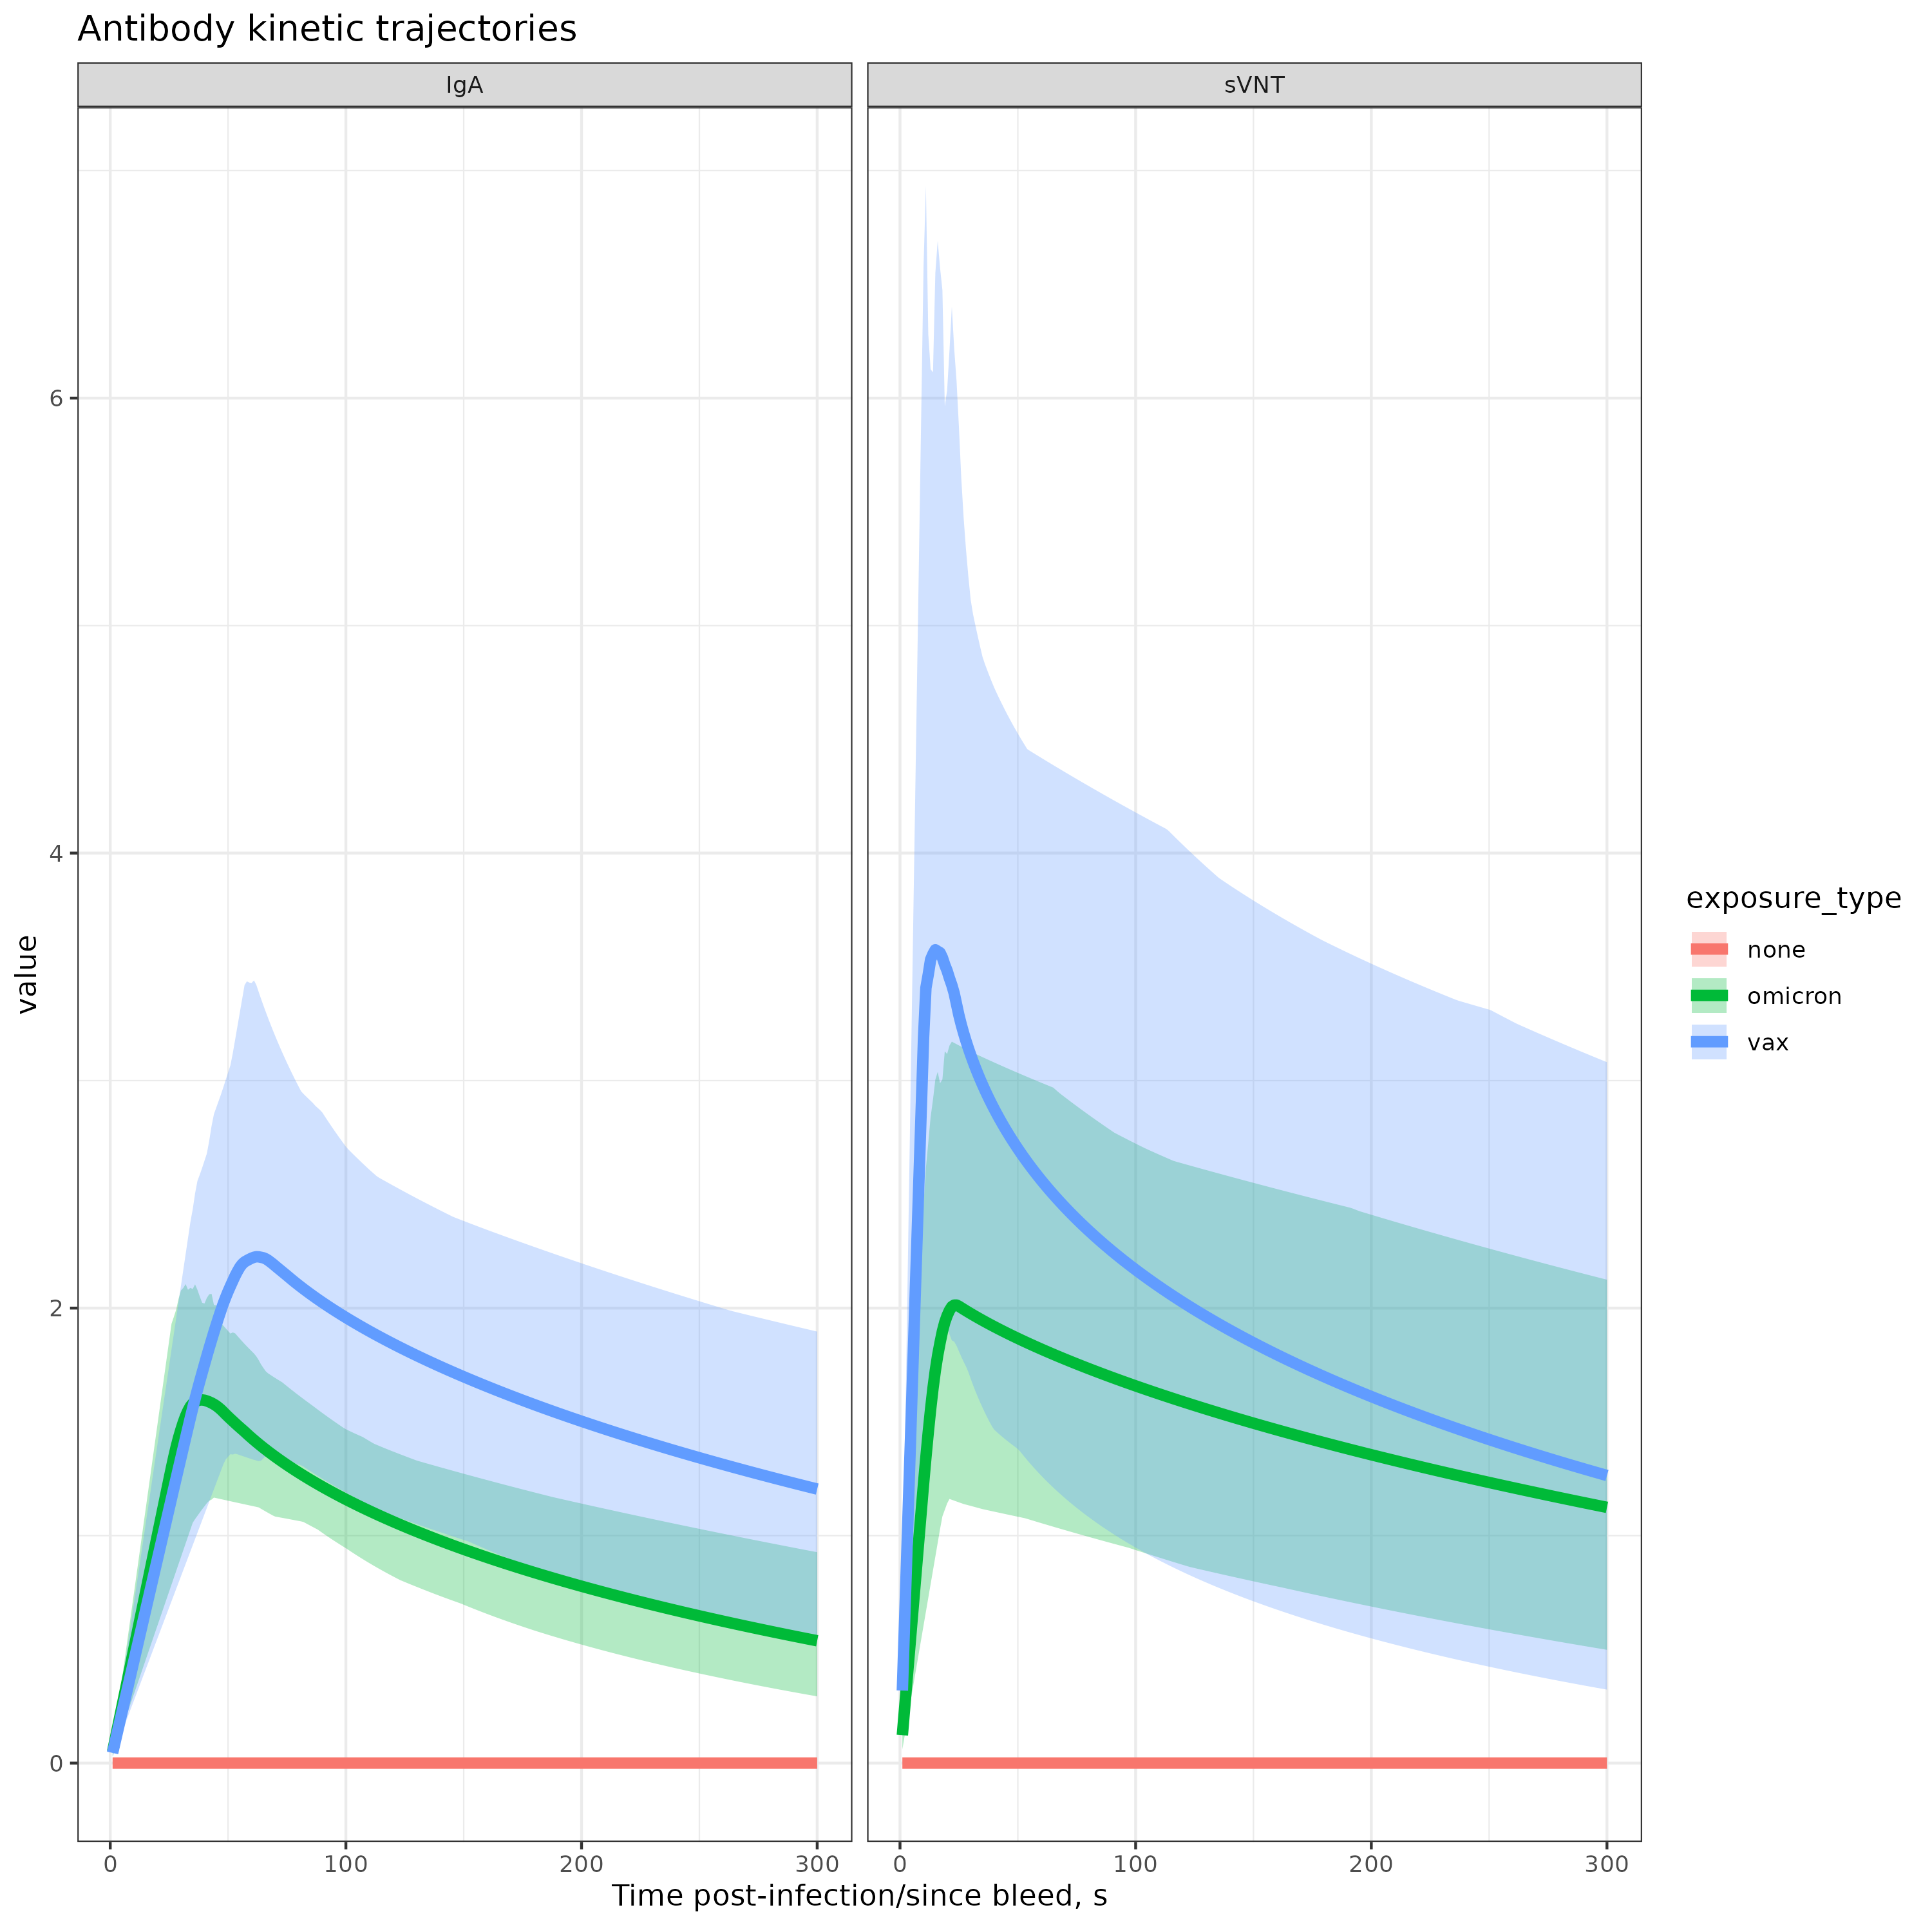 Antibody kinetic trajectories
IgA
sVNT
value
6
4
2
0
0 100 200 300
0 100 200 300
Time post-infection/since bleed, s
exposure_type
none
omicron
vax